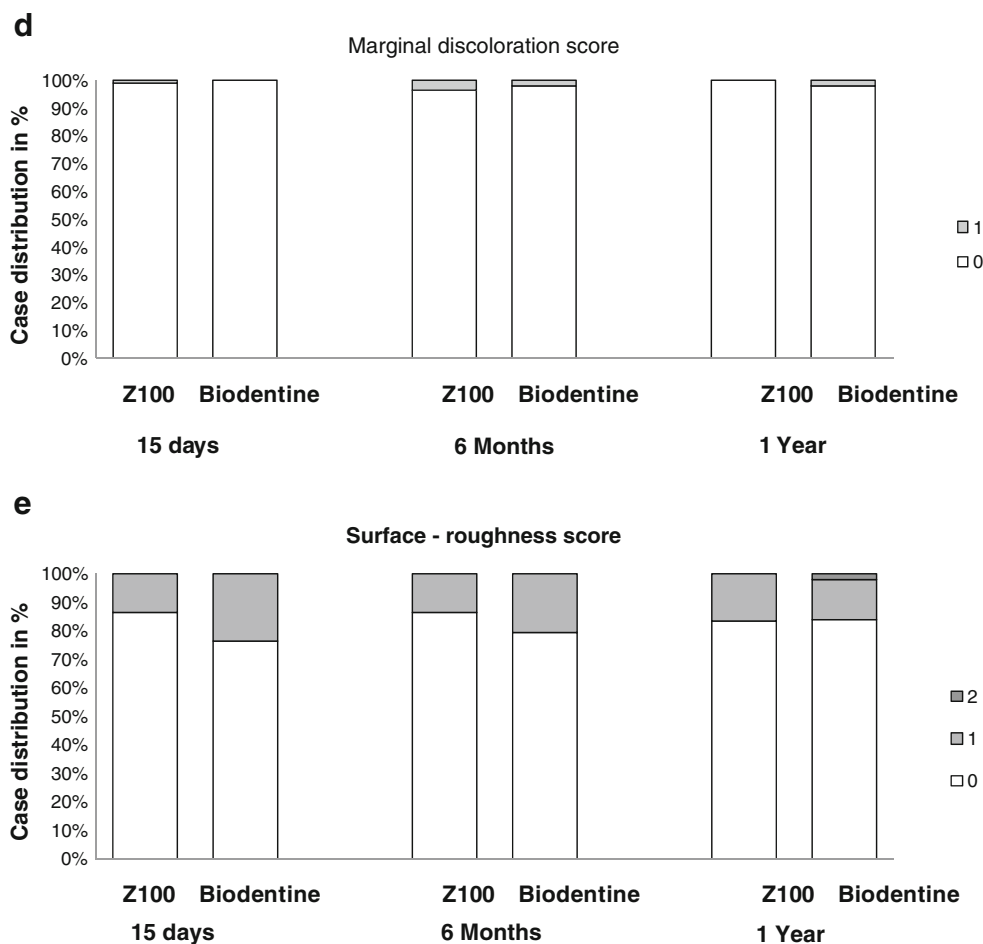 d
Marginal discoloration score
Case distribution in %
100%
90%
80%
70%
60%
50%
40%
30%
20%
10%
0%
1
0
Z100 Biodentine Z100 Biodentine Z100 Biodentine
15 days 6 Months 1 Year
e
Surface - roughness score
Case distribution in %
100%
90%
80%
70%
60%
50%
40%
30%
20%
10%
0%
2
1
0
Z100 Biodentine Z100 Biodentine Z100 Biodentine
15 days 6 Months 1 Year